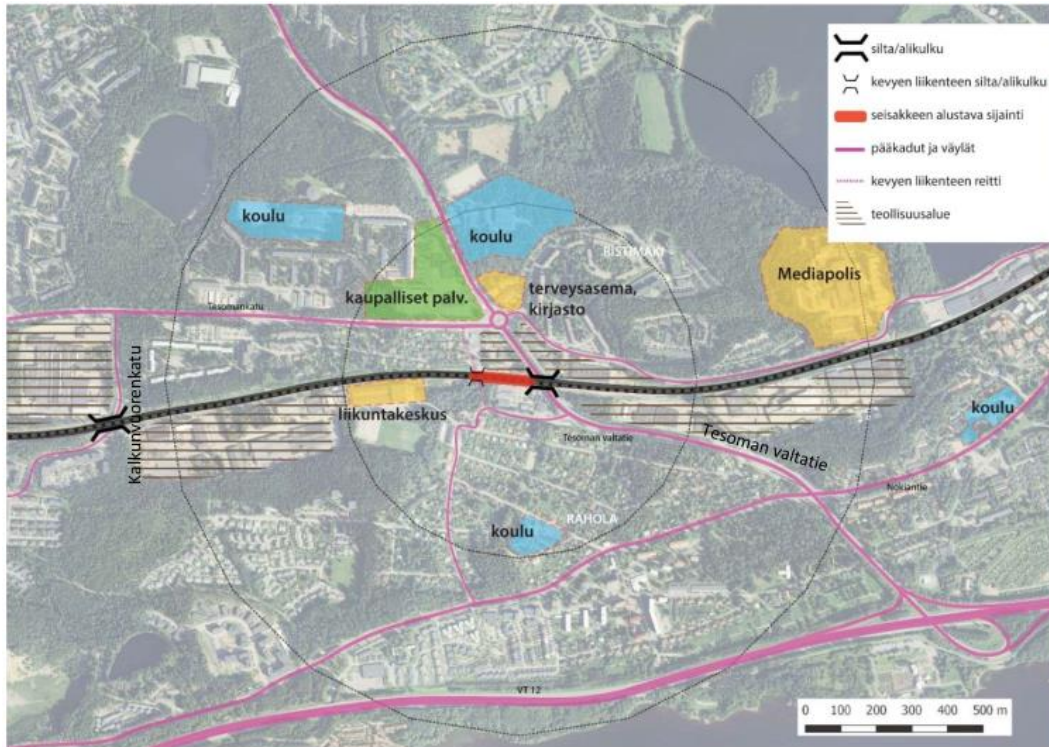 silta/alikulku
kevyen liikenteen silta/alikulku
seisakkeen alustava sijainti
pääkadut ja väylät
kevyen liikenteen reitti
teollisuusalue
koulu
koulu
RISTIMÄKI
Mediapolis
kaupalliset palv.
terveysasema,
kirjasto
Tesomankatu
Kalkunvuorenkatu
liikuntakeskus
koulu
Tesoman valtatie
Tesoman valtatie
Nokiantie
koulu
RAHOLA
VT 12
0 100 200 300 400 500 m